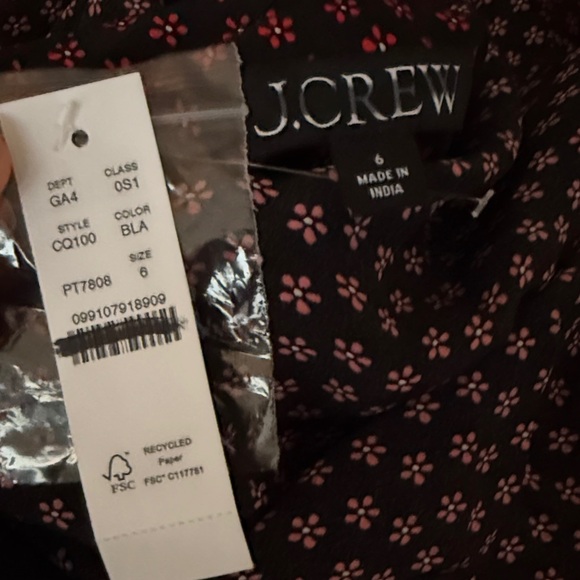 J.CREW
6
MADE IN
INDIA
DEPT CLASS
GA4 0S1
STYLE COLOR
CQ100 BLA
SIZE
PT7808 6
099107918909
FSC
RECYCLED
Paper
FSC® C117781